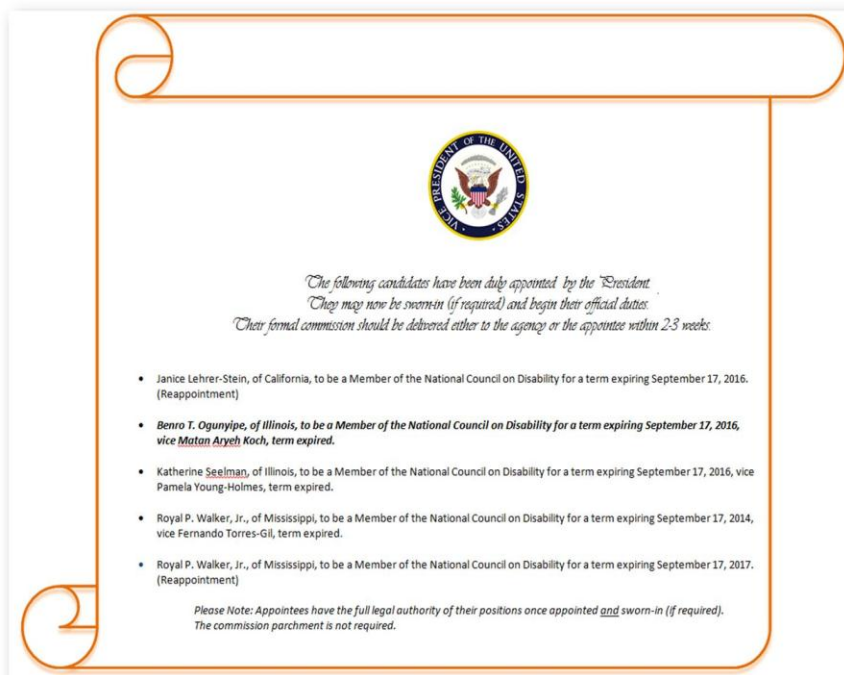 VICE PRESIDENT OF THE UNITED STATES
The following candidates have been duly appointed by the President.
They may now be sworn-in (if required) and begin their official duties.
Their formal commission should be delivered either to the agency or the appointee within 2-3 weeks.
• Janice Lehrer-Stein, of California, to be a Member of the National Council on Disability for a term expiring September 17, 2016.
(Reappointment)
• Benro T. Ogunyipe, of Illinois, to be a Member of the National Council on Disability for a term expiring September 17, 2016,
vice Matan Aryeh Koch, term expired.
• Katherine Seelman, of Illinois, to be a Member of the National Council on Disability for a term expiring September 17, 2016, vice
Pamela Young-Holmes, term expired.
• Royal P. Walker, Jr., of Mississippi, to be a Member of the National Council on Disability for a term expiring September 17, 2014,
vice Fernando Torres-Gil, term expired.
• Royal P. Walker, Jr., of Mississippi, to be a Member of the National Council on Disability for a term expiring September 17, 2017.
(Reappointment)
Please Note: Appointees have the full legal authority of their positions once appointed and sworn-in (if required).
The commission parchment is not required.